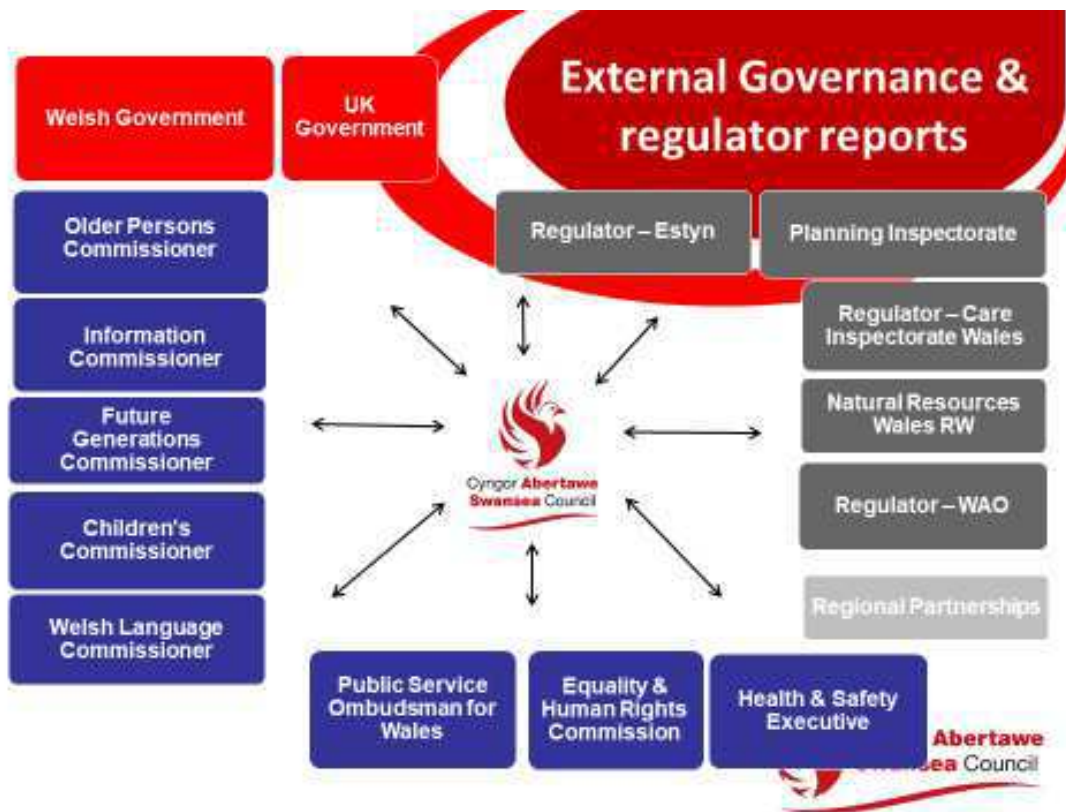 External Governance &
regulator reports
Welsh Government
UK
Government
Older Persons
Commissioner
Information
Commissioner
Future
Generations
Commissioner
Children's
Commissioner
Welsh Language
Commissioner
Regulator – Estyn
Planning Inspectorate
Regulator – Care
Inspectorate Wales
Natural Resources
Wales RW
Regulator – WAO
Regional Partnerships
Cyngor Abertawe
Swansea Council
Public Service
Ombudsman for
Wales
Equality &
Human Rights
Commission
Health & Safety
Executive
Abertawe
Swansea Council